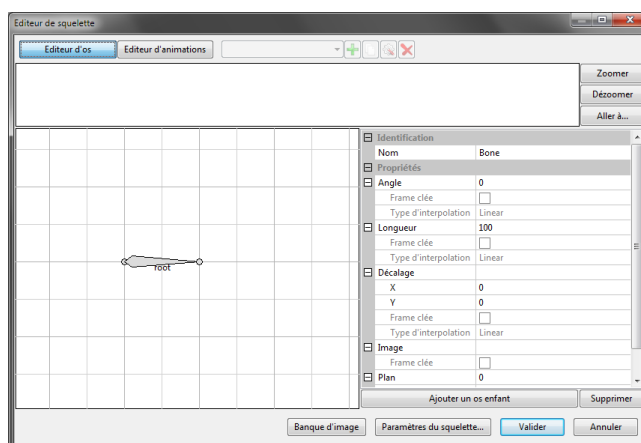 Editeur de squelette
Editeur d'os Editeur d'animations
Zoomer
Dézoomer
Aller à...
Identification
Nom Bone
Propriétés
Angle 0
Frame clée
Type d'interpolation Linear
Longueur 100
Frame clée
Type d'interpolation Linear
Décalage
X 0
Y 0
Frame clée
Type d'interpolation Linear
Image
Frame clée
Plan 0
root
Ajouter un os enfant Supprimer
Banque d'image Paramètres du squelette... Valider Annuler